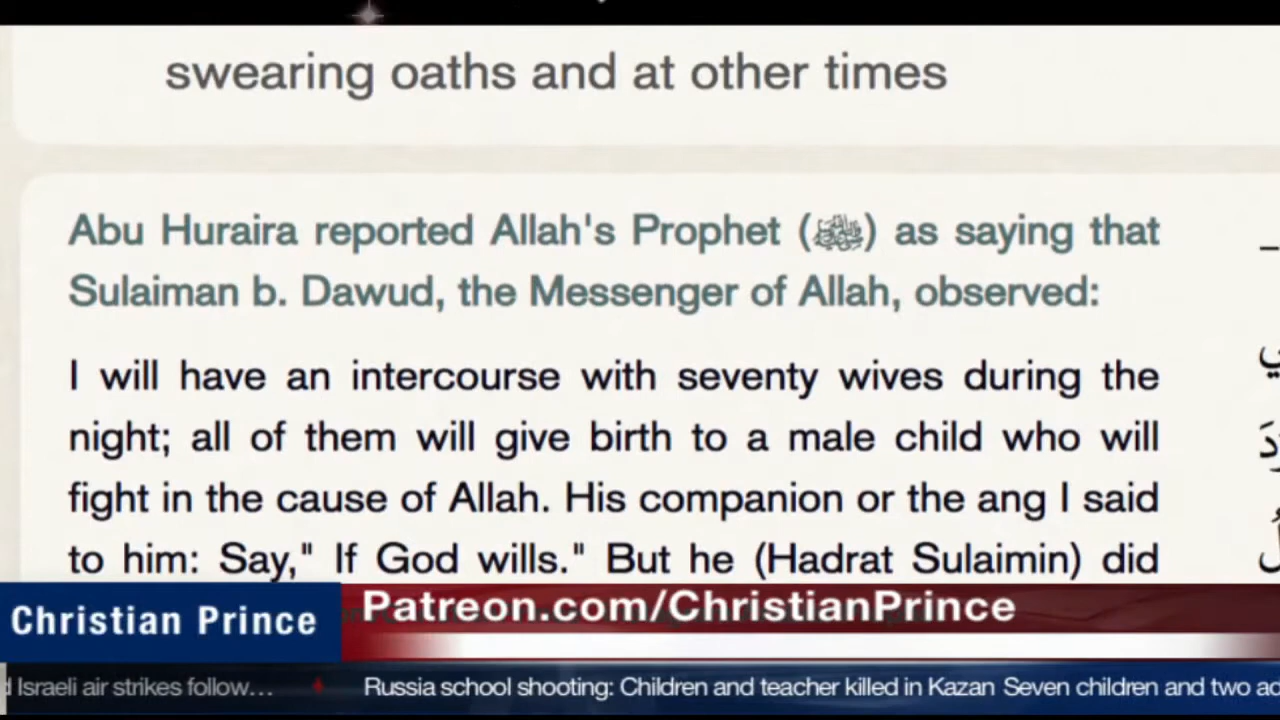 swearing oaths and at other times
Abu Huraira reported Allah's Prophet (ﷺ) as saying that
Sulaiman b. Dawud, the Messenger of Allah, observed:
I will have an intercourse with seventy wives during the
night; all of them will give birth to a male child who will
fight in the cause of Allah. His companion or the ang I said
to him: Say," If God wills." But he (Hadrat Sulaimin) did
Christian Prince
Patreon.com/ChristianPrince
Israeli air strikes follow... Russia school shooting: Children and teacher killed in Kazan Seven children and two